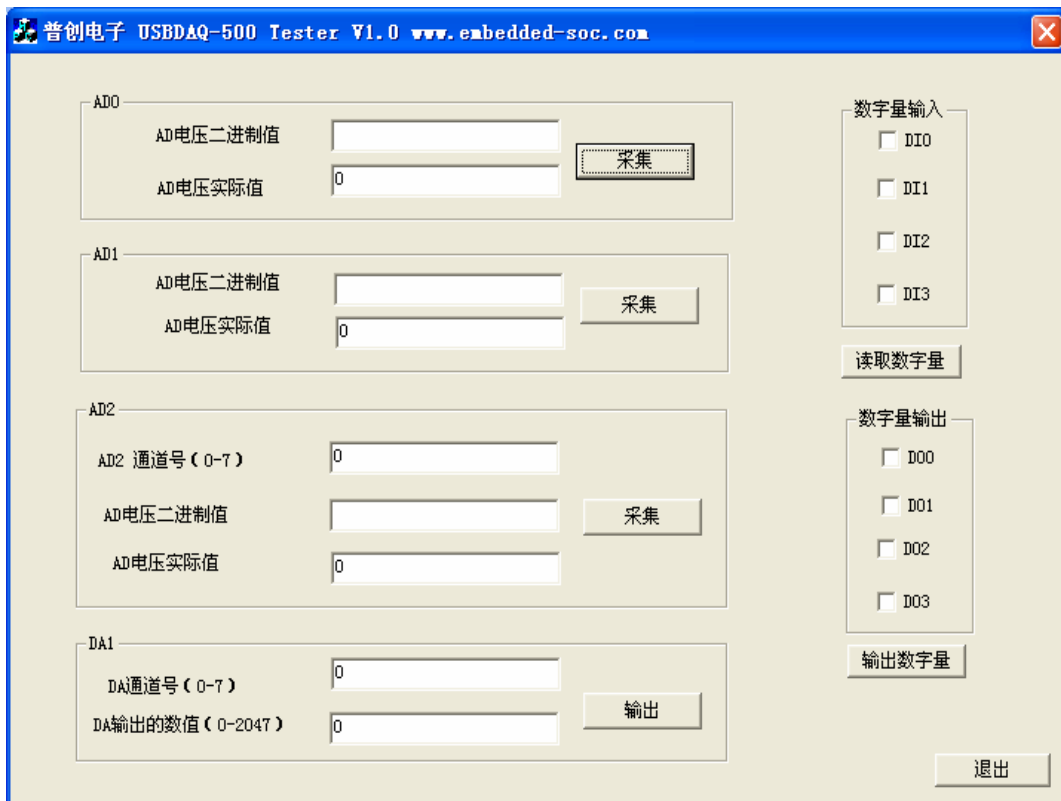 普创电子 USBDAQ-500 Tester V1.0 www.embedded-soc.com
AD0
AD电压二进制值
采集
AD电压实际值
0
AD1
AD电压二进制值
采集
AD电压实际值
0
AD2
AD2 通道号(0-7)
0
AD电压二进制值
采集
AD电压实际值
0
DA1
DA通道号(0-7)
0
输出
DA输出的数值(0-2047)
0
数字量输入
DI0
DI1
DI2
DI3
读取数字量
数字量输出
DO0
DO1
DO2
DO3
输出数字量
退出